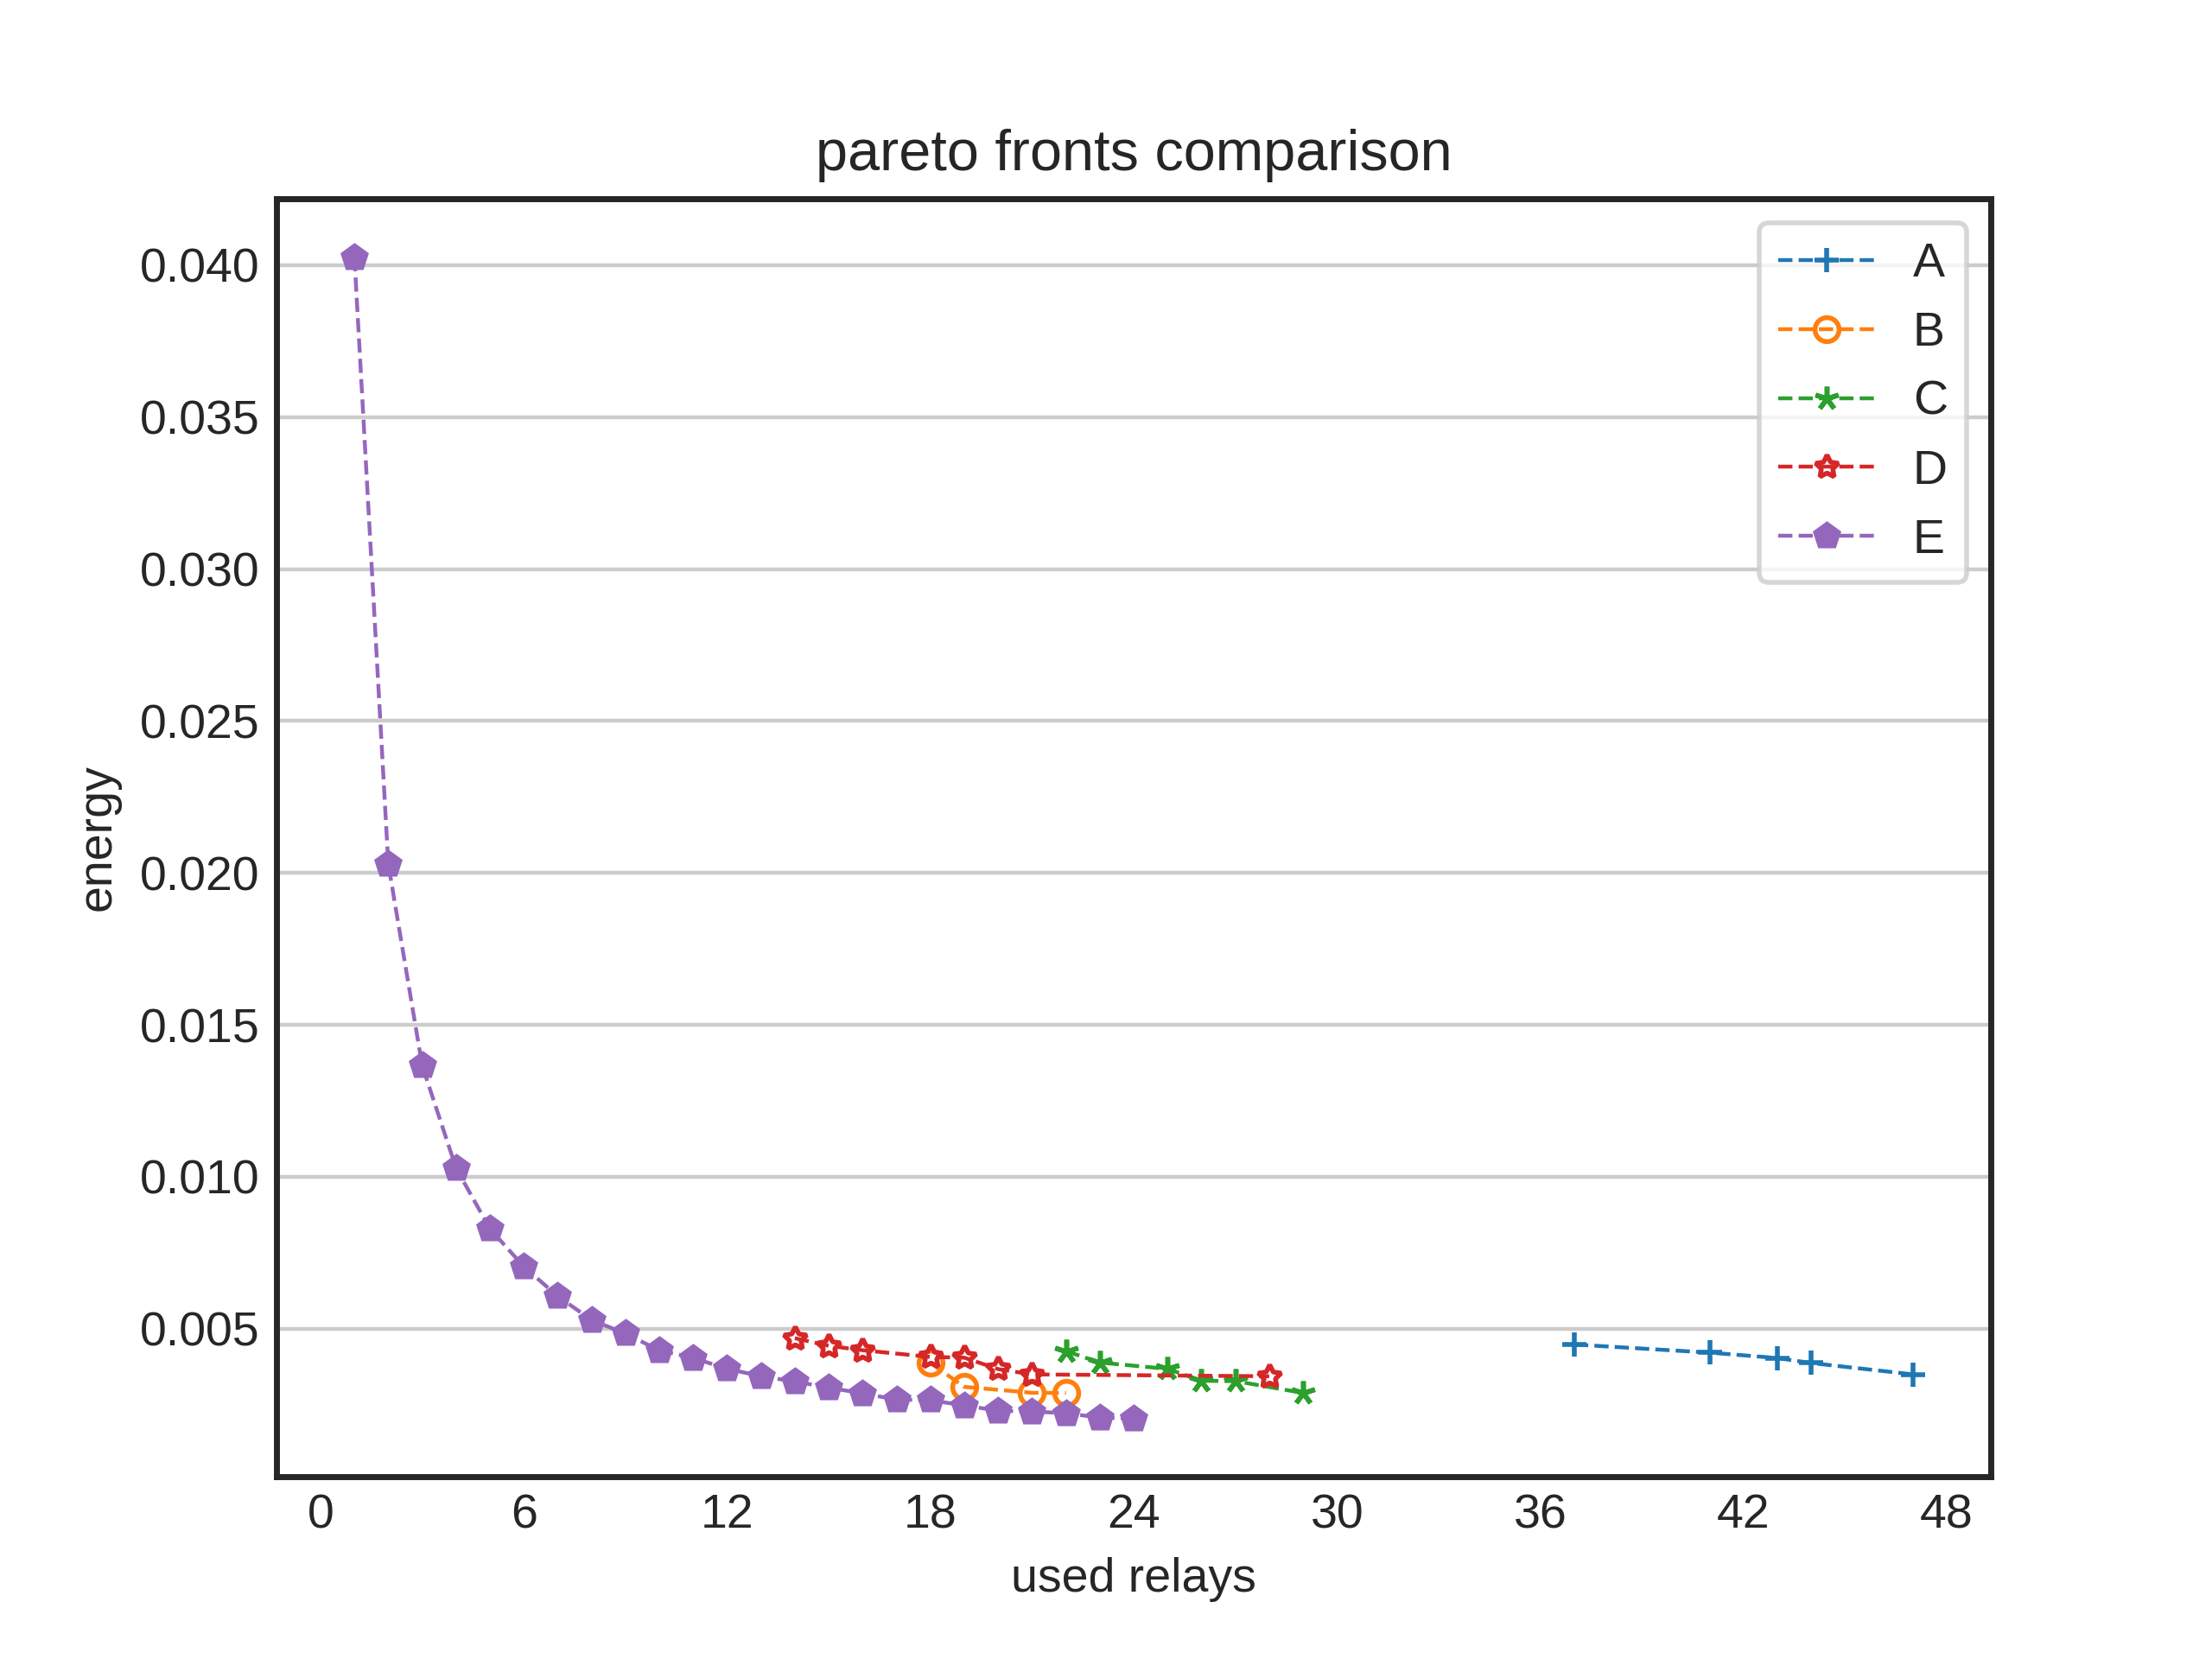 pareto fronts comparison
0.040
0.035
0.030
0.025
0.020
0.015
0.010
0.005
energy
A
B
C
D
E
0 6 12 18 24 30 36 42 48
used relays